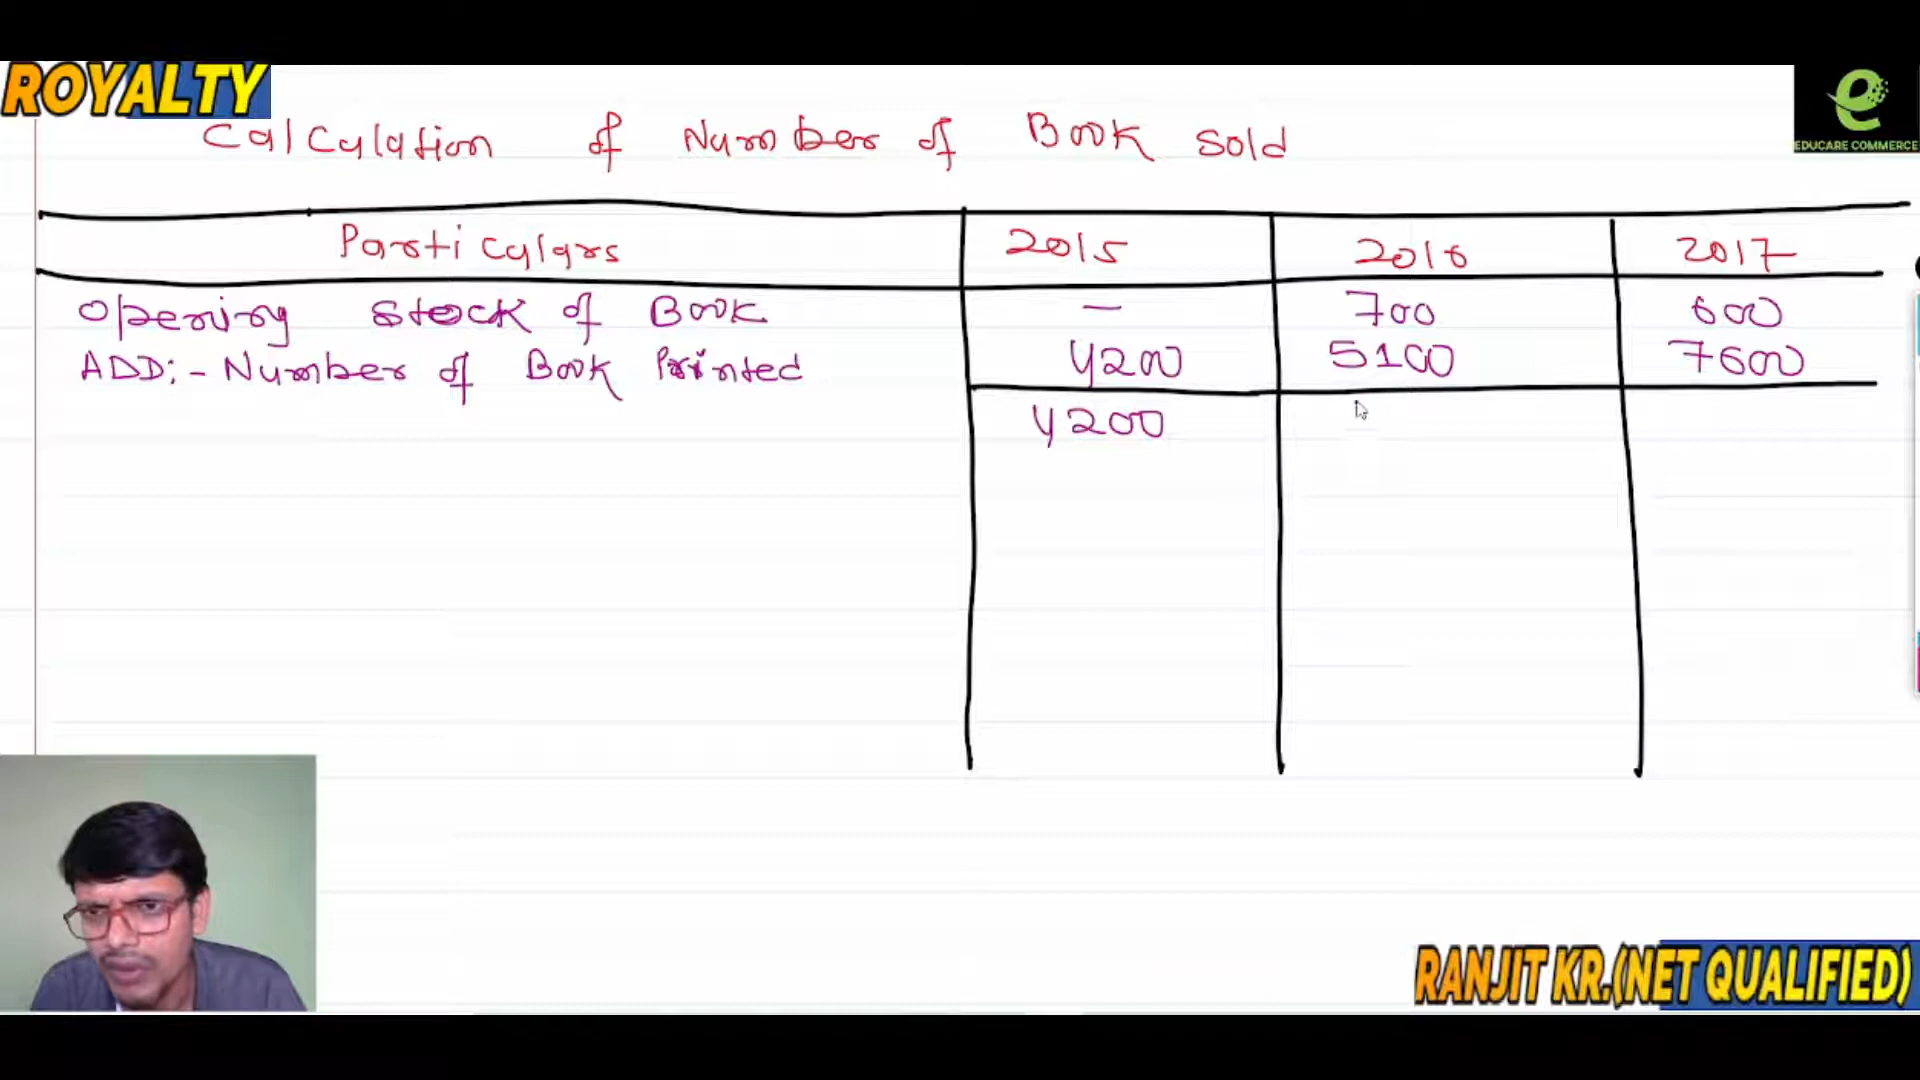 ROYALTY
EDUCARE COMMERCE
Calculation of Number of Book Sold
Particulars 2015 2016 2017
Opening Stock of Book — 700 600
ADD:- Number of Book Printed 4200 5100 7600
4200
RANJIT KR.(NET QUALIFIED)